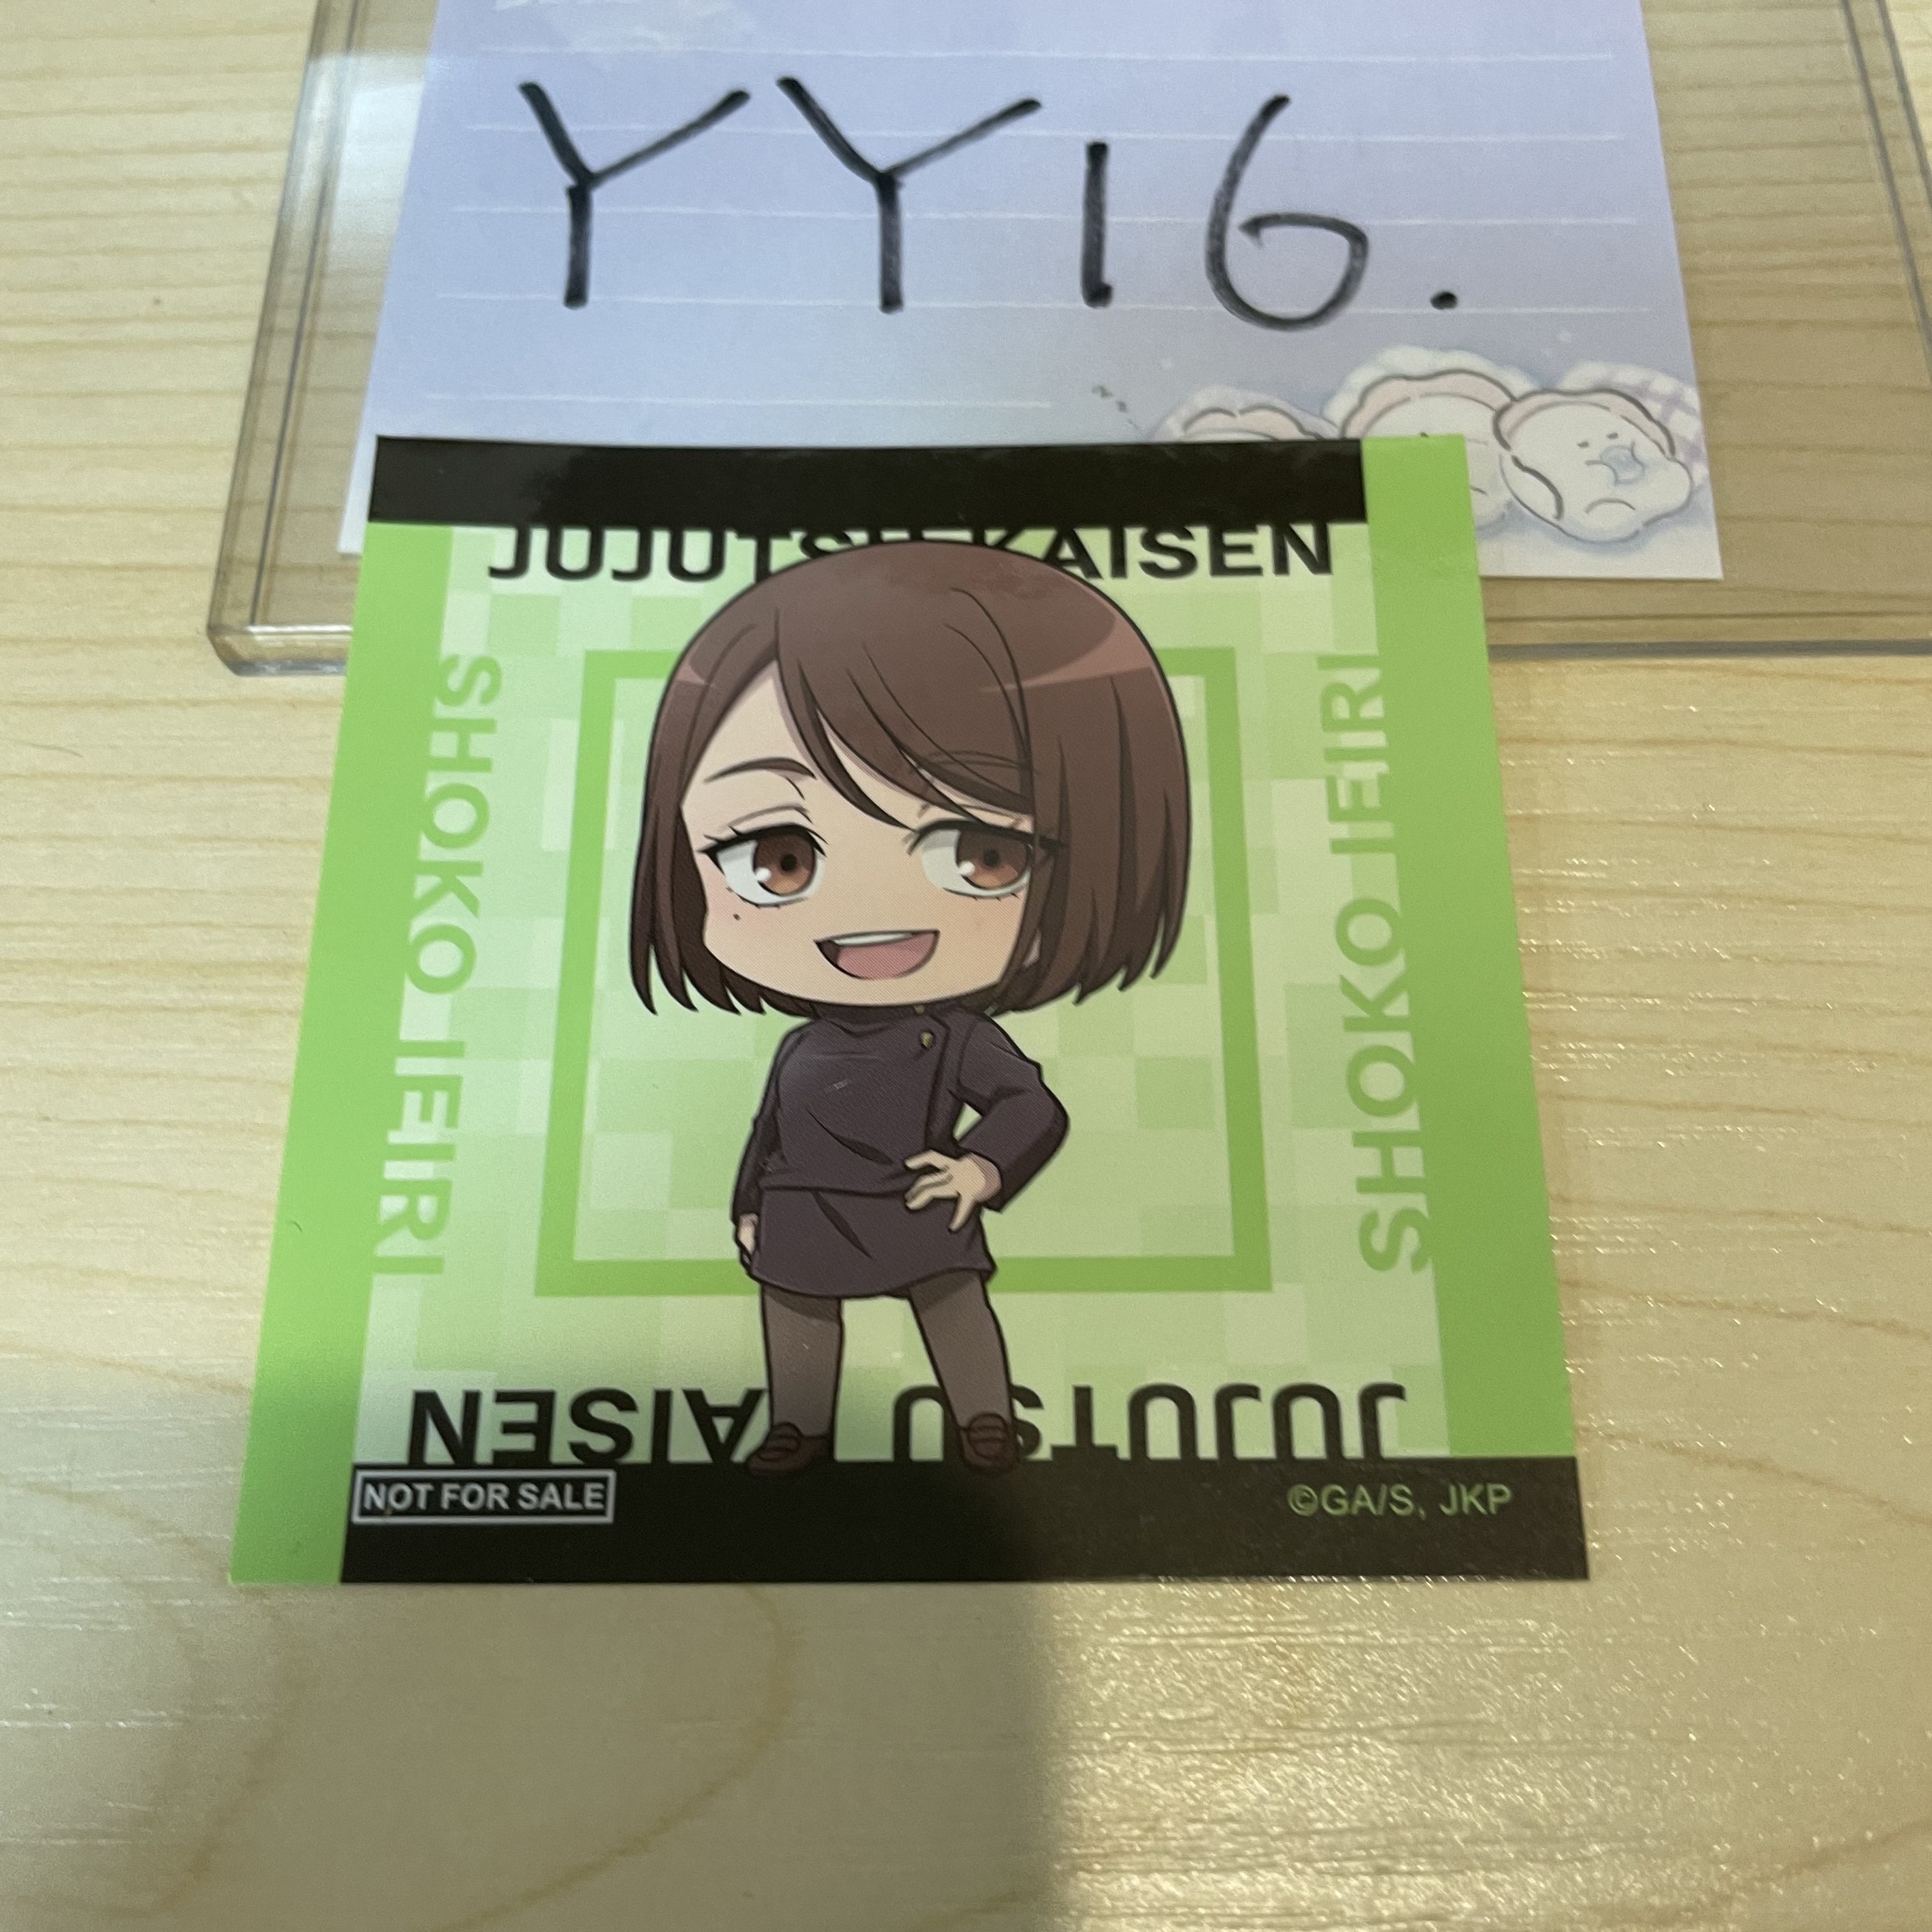 YY16.
JUJUTSU KAISEN
SHOKO IEIRI
SHOKO IEIRI
JUJUTSU KAISEN
NOT FOR SALE
©GA/S, JKP